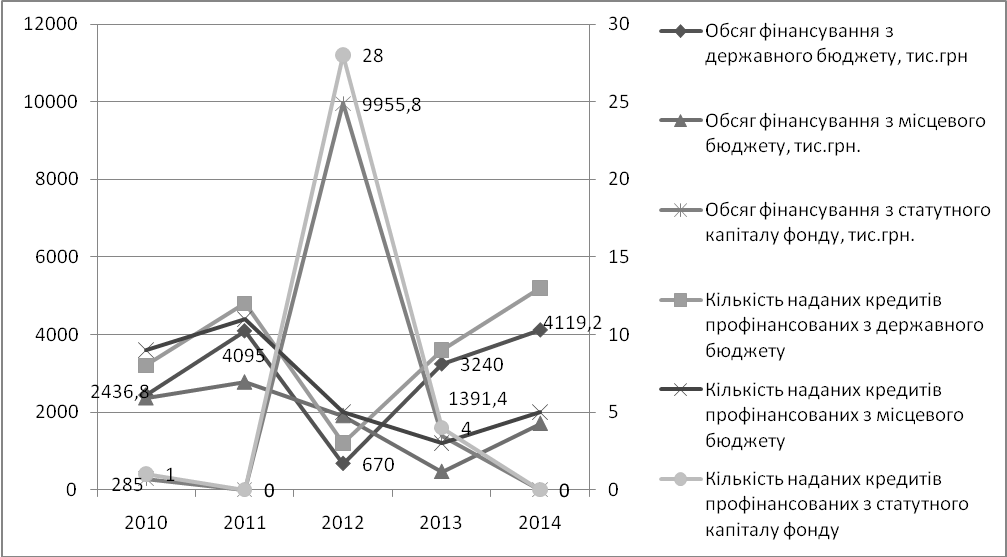 12000
10000
8000
6000
4000
2000
0
30
25
20
15
10
5
0
28
9955,8
4119,2
4095
3240
2436,8
1391,4
4
670
285
1
0
0
2010 2011 2012 2013 2014
Обсяг фінансування з
державного бюджету, тис.грн
Обсяг фінансування з місцевого
бюджету, тис.грн.
Обсяг фінансування з статутного
капіталу фонду, тис.грн.
Кількість наданих кредитів
профінансованих з державного
бюджету
Кількість наданих кредитів
профінансованих з місцевого
бюджету
Кількість наданих кредитів
профінансованих з статутного
капіталу фонду